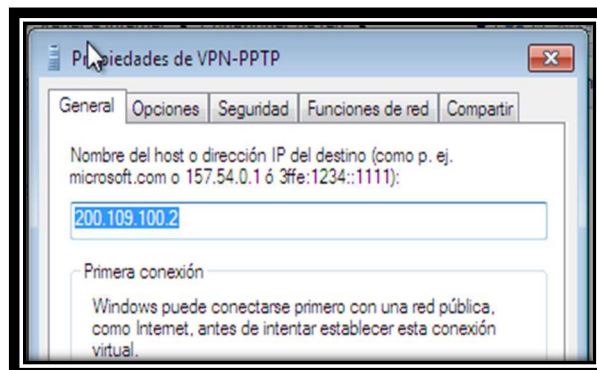 Propiedades de VPN-PPTP
General Opciones Seguridad Funciones de red Compartir
Nombre del host o dirección IP del destino (como p. ej.
microsoft.com o 157.54.0.1 ó 3ffe:1234::1111):
200.109.100.2
Primera conexión
Windows puede conectarse primero con una red pública,
como Internet, antes de intentar establecer esta conexión
virtual.